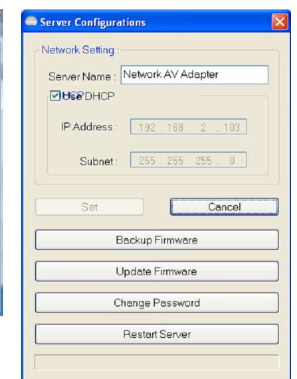 Server Configurations
Network Setting :
Server Name : Network AV Adapter
Use DHCP
IP Address : 192 . 168 . 2 . 103
Subnet : 255 . 255 . 255 . 0
Set Cancel
Backup Firmware
Update Firmware
Change Password
Restart Server